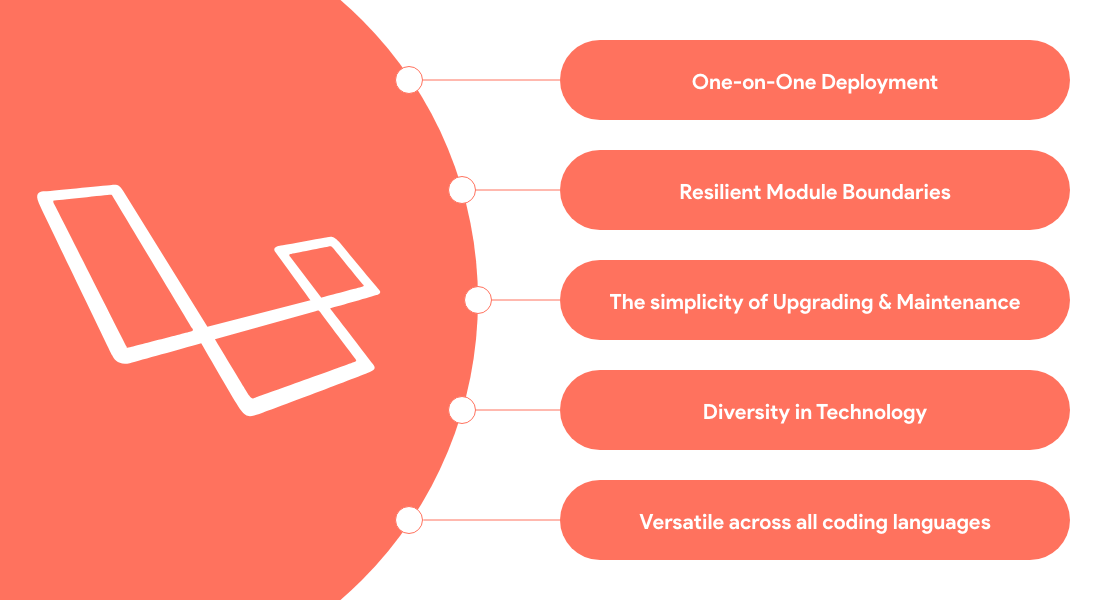 One-on-One Deployment
Resilient Module Boundaries
The simplicity of Upgrading & Maintenance
Diversity in Technology
Versatile across all coding languages